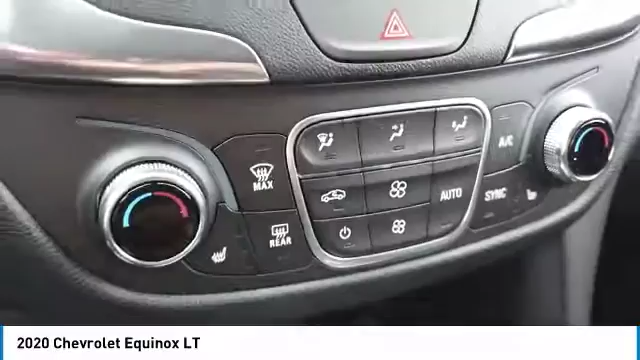 A/C
MAX
AUTO
SYNC
REAR
2020 Chevrolet Equinox LT